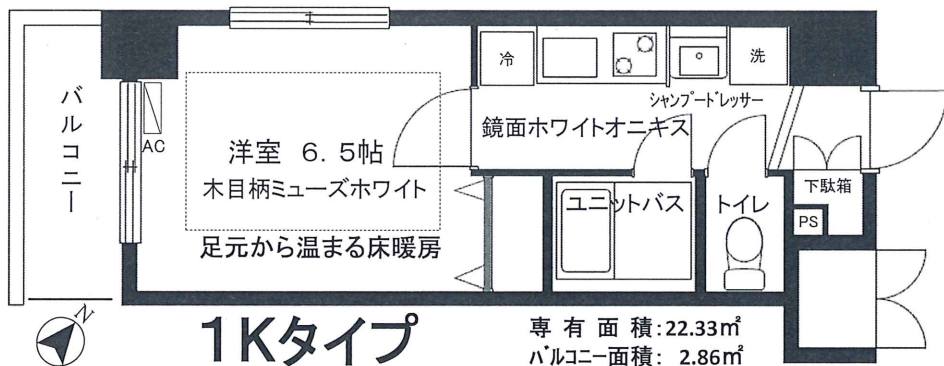 冷
洗
シャンプードレッサー
バルコニー
鏡面ホワイトオニキス
AC
洋室 6.5帖
木目柄ミューズホワイト
下駄箱
ユニットバス
トイレ
PS
足元から温まる床暖房
N
1Kタイプ
専有面積:22.33㎡
バルコニー面積: 2.86㎡